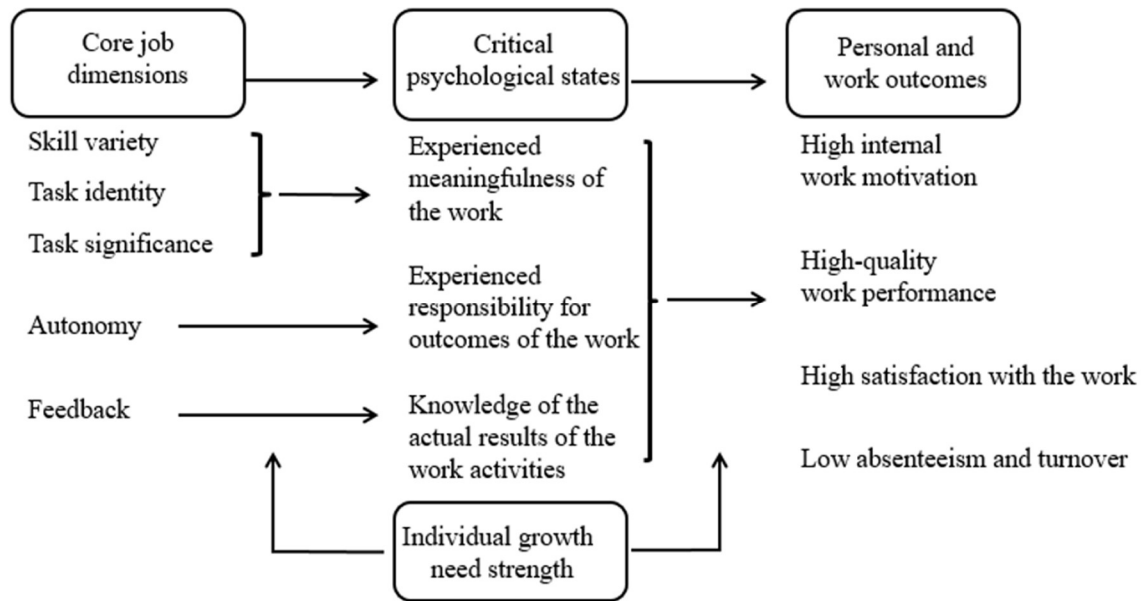 Core job
dimensions
Critical
psychological states
Personal and
work outcomes
Skill variety
Task identity
Task significance
Autonomy
Feedback
Experienced
meaningfulness of
the work
Experienced
responsibility for
outcomes of the work
Knowledge of the
actual results of the
work activities
High internal
work motivation
High-quality
work performance
High satisfaction with the work
Low absenteeism and turnover
Individual growth
need strength